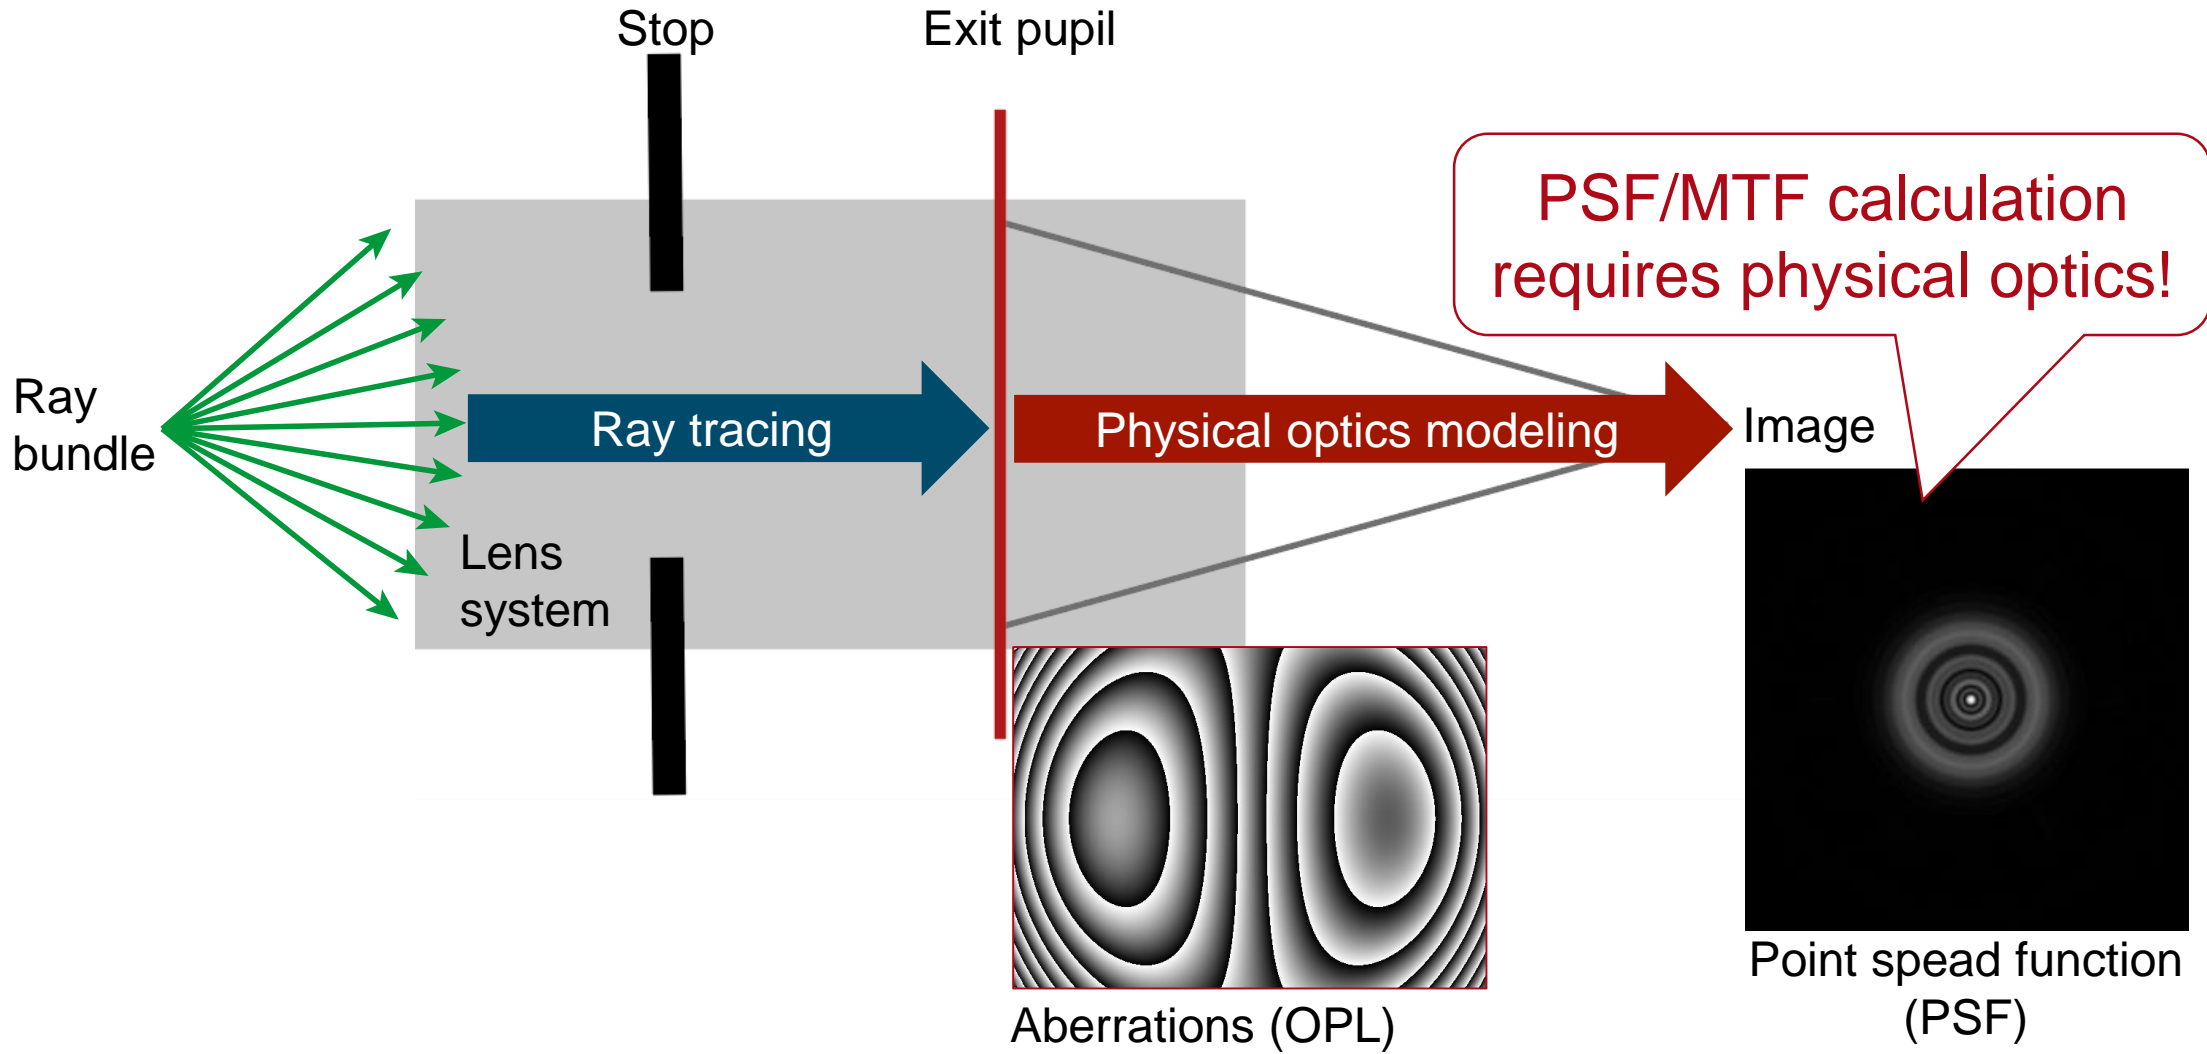 Stop
Exit pupil
PSF/MTF calculation
requires physical optics!
Ray
bundle
Ray tracing
Physical optics modeling
Image
Lens
system
Aberrations (OPL)
Point spead function
(PSF)